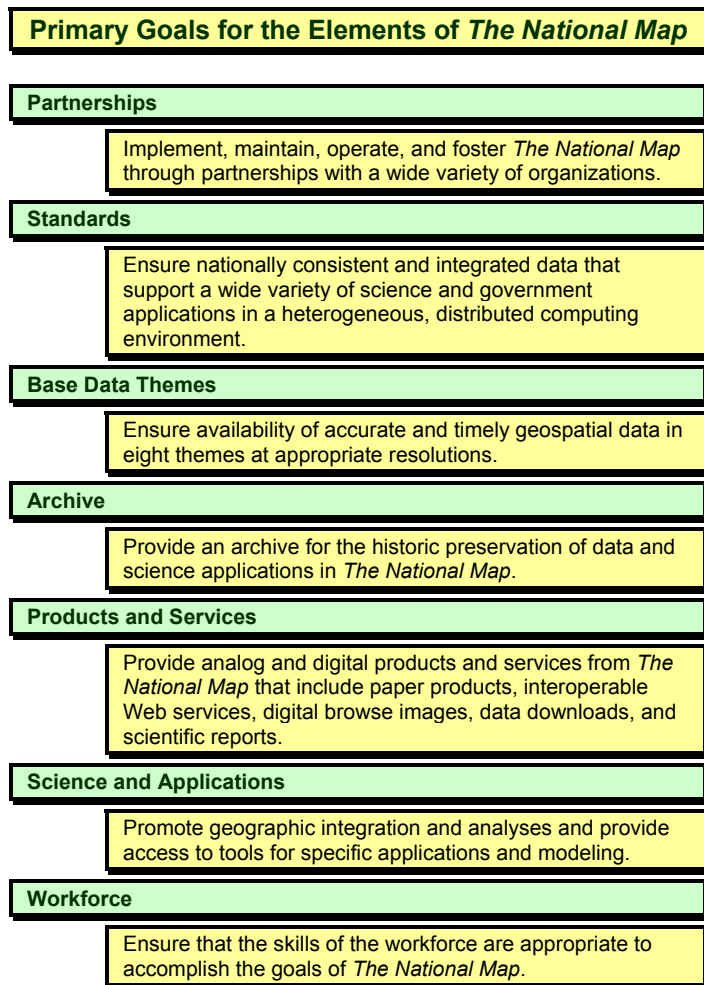 Primary Goals for the Elements of The National Map
Partnerships
Implement, maintain, operate, and foster The National Map
through partnerships with a wide variety of organizations.
Standards
Ensure nationally consistent and integrated data that
support a wide variety of science and government
applications in a heterogeneous, distributed computing
environment.
Base Data Themes
Ensure availability of accurate and timely geospatial data in
eight themes at appropriate resolutions.
Archive
Provide an archive for the historic preservation of data and
science applications in The National Map.
Products and Services
Provide analog and digital products and services from The
National Map that include paper products, interoperable
Web services, digital browse images, data downloads, and
scientific reports.
Science and Applications
Promote geographic integration and analyses and provide
access to tools for specific applications and modeling.
Workforce
Ensure that the skills of the workforce are appropriate to
accomplish the goals of The National Map.